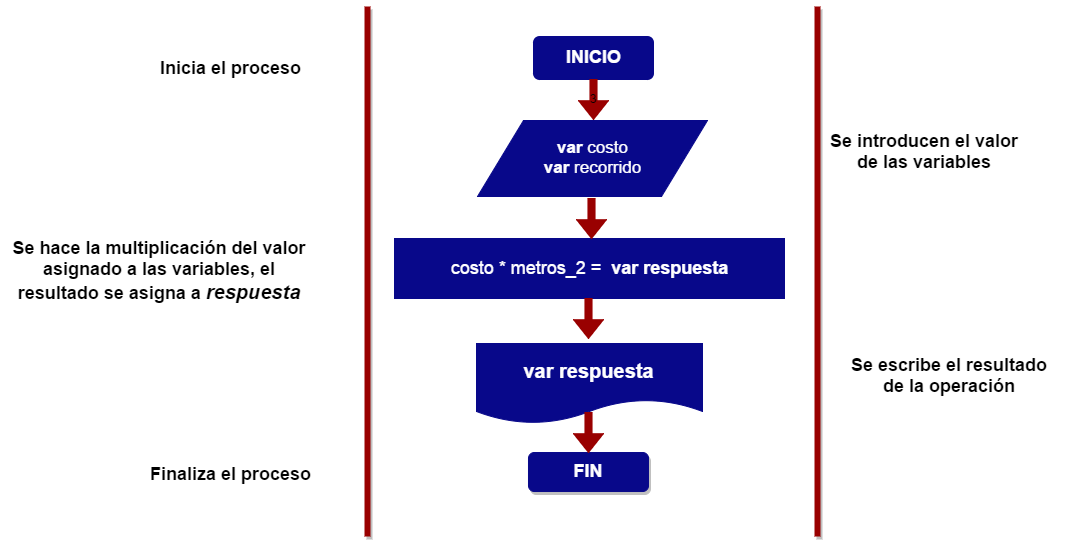 INICIO
Inicia el proceso
var costo
var recorrido
Se introducen el valor
de las variables
Se hace la multiplicación del valor
asignado a las variables, el
resultado se asigna a respuesta
costo * metros_2 = var respuesta
var respuesta
Se escribe el resultado
de la operación
FIN
Finaliza el proceso